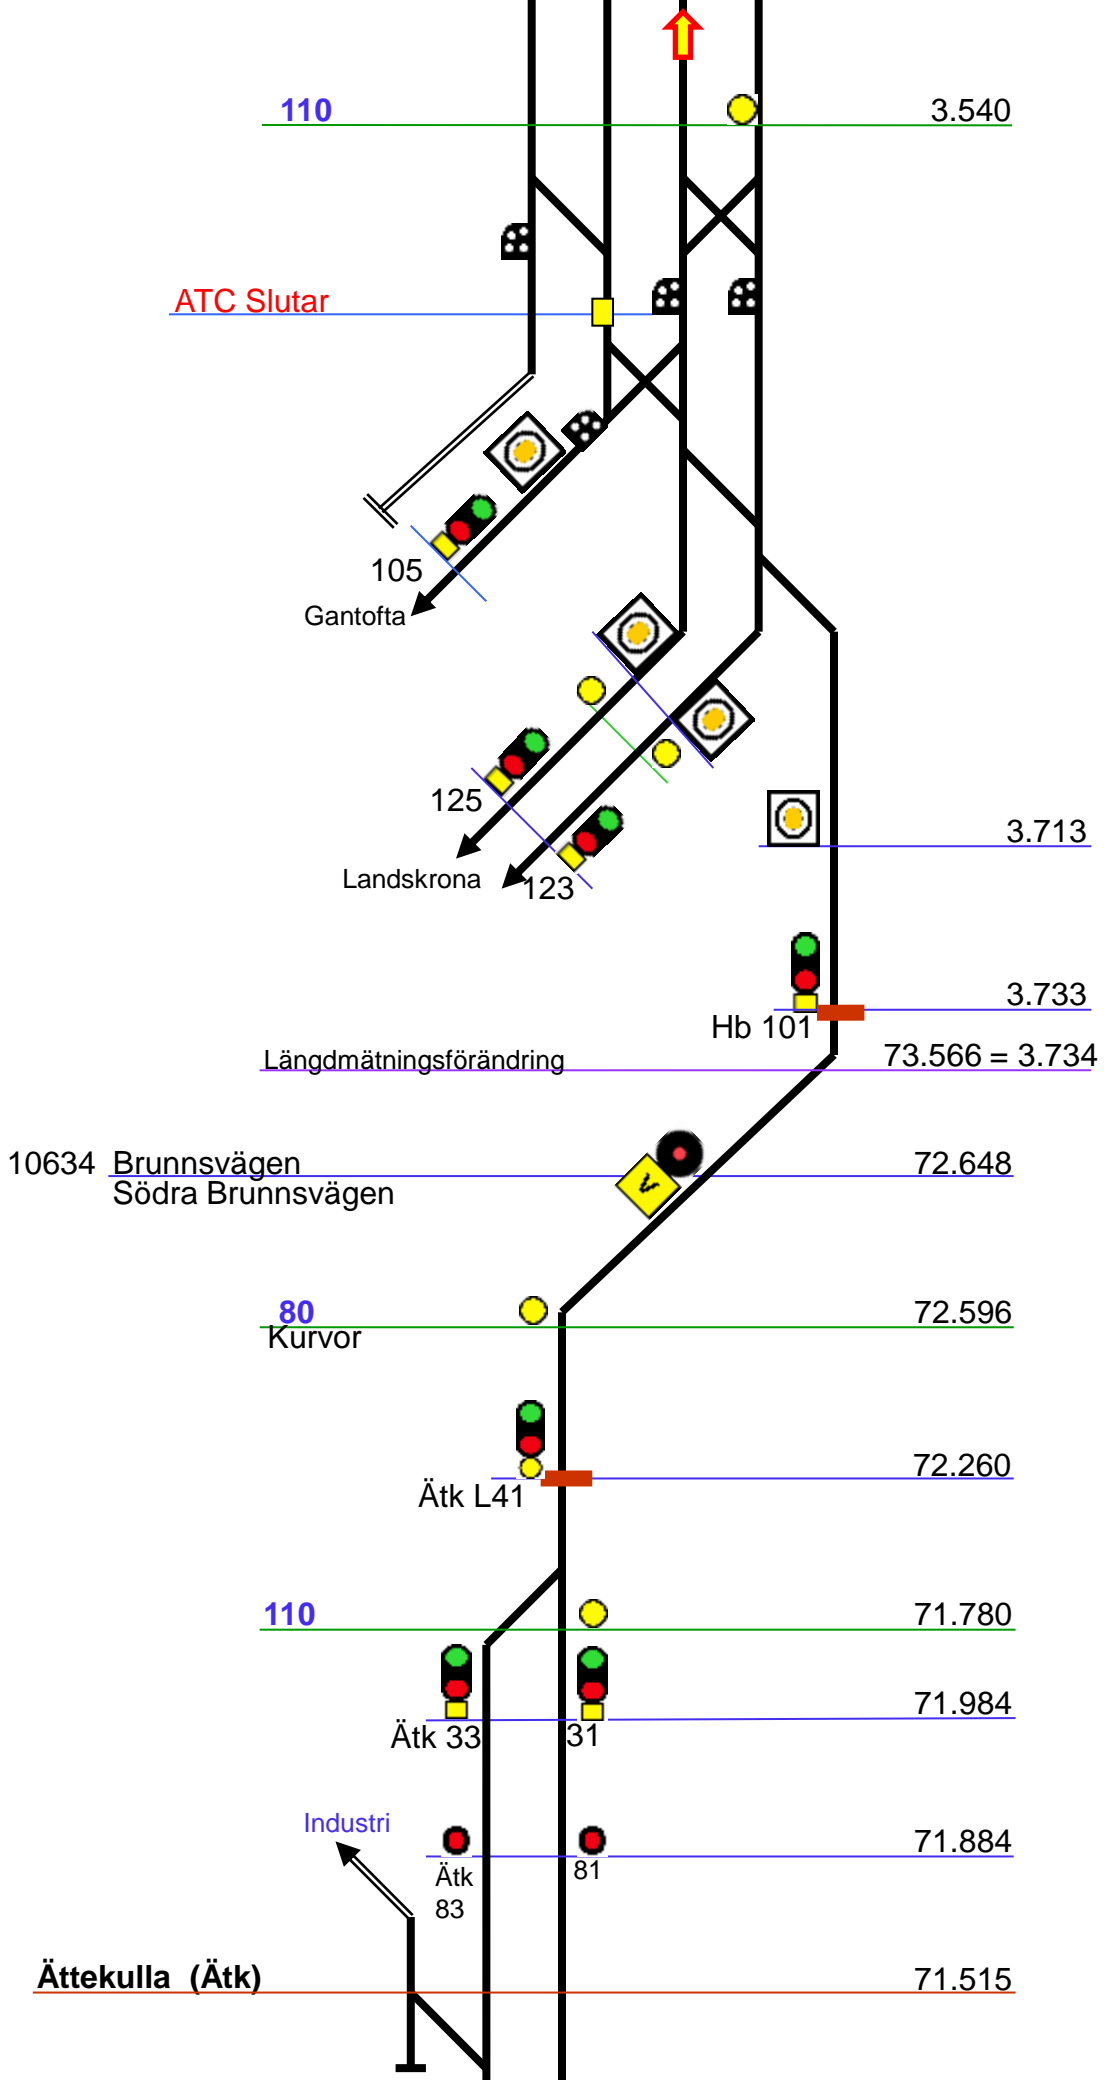 110 3.540
ATC Slutar
105
Gantofta
125
Landskrona
123
3.713
3.733
Hb 101
Längdmätningsförändring 73.566 = 3.734
10634 Brunnsvägen 72.648
Södra Brunnsvägen
V
80 72.596
Kurvor
72.260
Ätk L41
110 71.780
71.984
Ätk 33 31
Industri
71.884
Ätk 81
83
Ättekulla (Ätk) 71.515